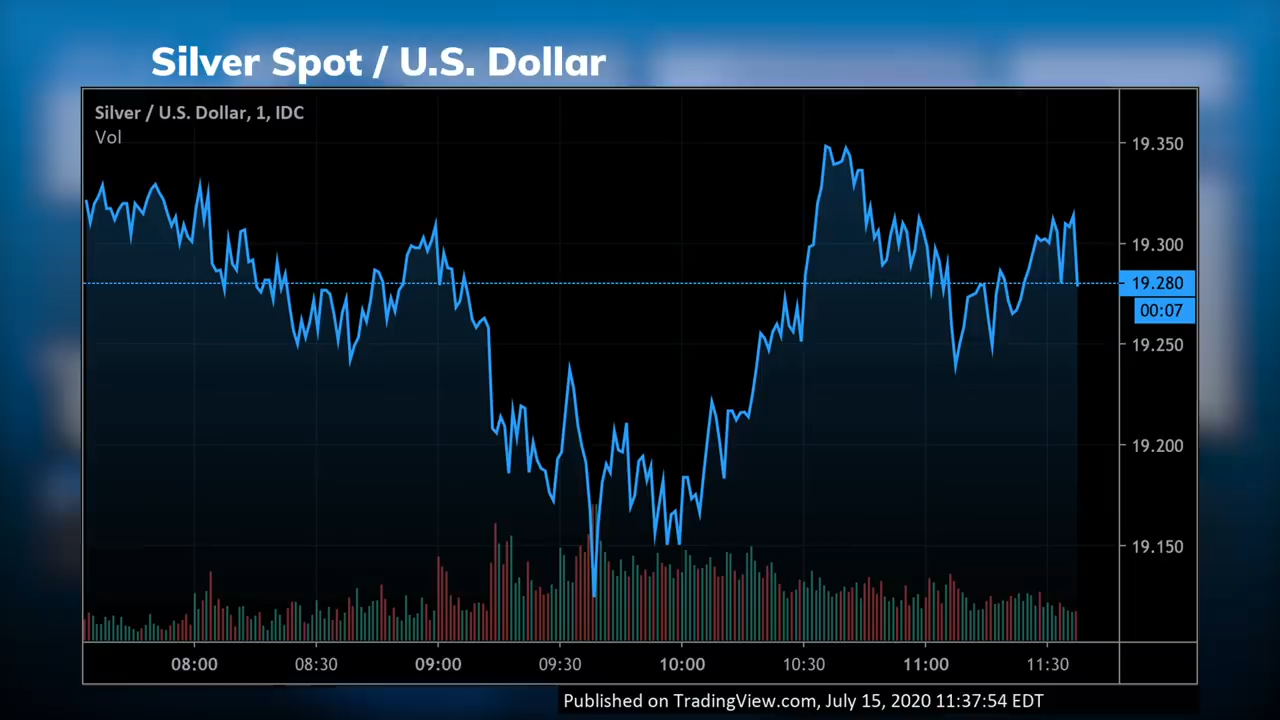 Silver Spot / U.S. Dollar
Silver / U.S. Dollar, 1, IDC
Vol
19.350
19.300
19.280
00:07
19.250
19.200
19.150
08:00 08:30 09:00 09:30 10:00 10:30 11:00 11:30
Published on TradingView.com, July 15, 2020 11:37:54 EDT